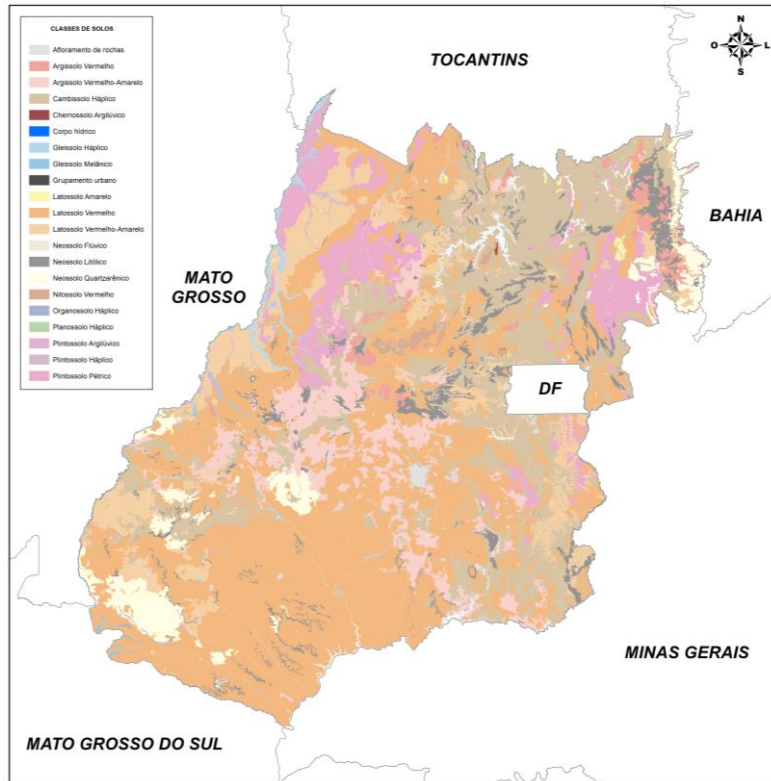 CLASSES DE SOLOS
Afloramento de rochas
Argissolo Vermelho
Argissolo Vermelho-Amarelo
Cambissolo Háplico
Chernossolo Argilúvico
Corpo hídrico
Gleissolo Háplico
Gleissolo Melânico
Grupamento urbano
Latossolo Amarelo
Latossolo Vermelho
Latossolo Vermelho-Amarelo
Neossolo Flúvico
Neossolo Litólico
Neossolo Quartzarênico
Nitossolo Vermelho
Organossolo Háplico
Planossolo Háplico
Plintossolo Argilúvico
Plintossolo Háplico
Plintossolo Pétrico
N
O L
S
TOCANTINS
BAHIA
MATO
GROSSO
DF
MINAS GERAIS
MATO GROSSO DO SUL